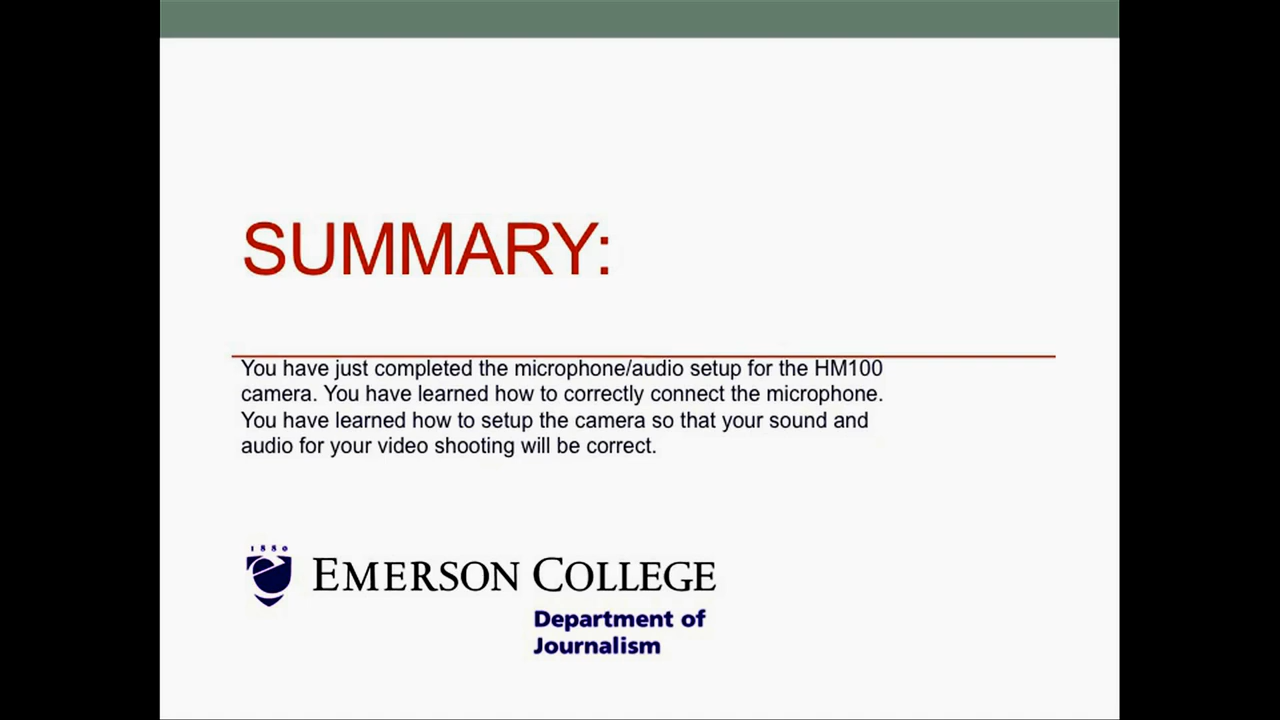 SUMMARY:
You have just completed the microphone/audio setup for the HM100
camera. You have learned how to correctly connect the microphone.
You have learned how to setup the camera so that your sound and
audio for your video shooting will be correct.
1880
EMERSON COLLEGE
Department of
Journalism